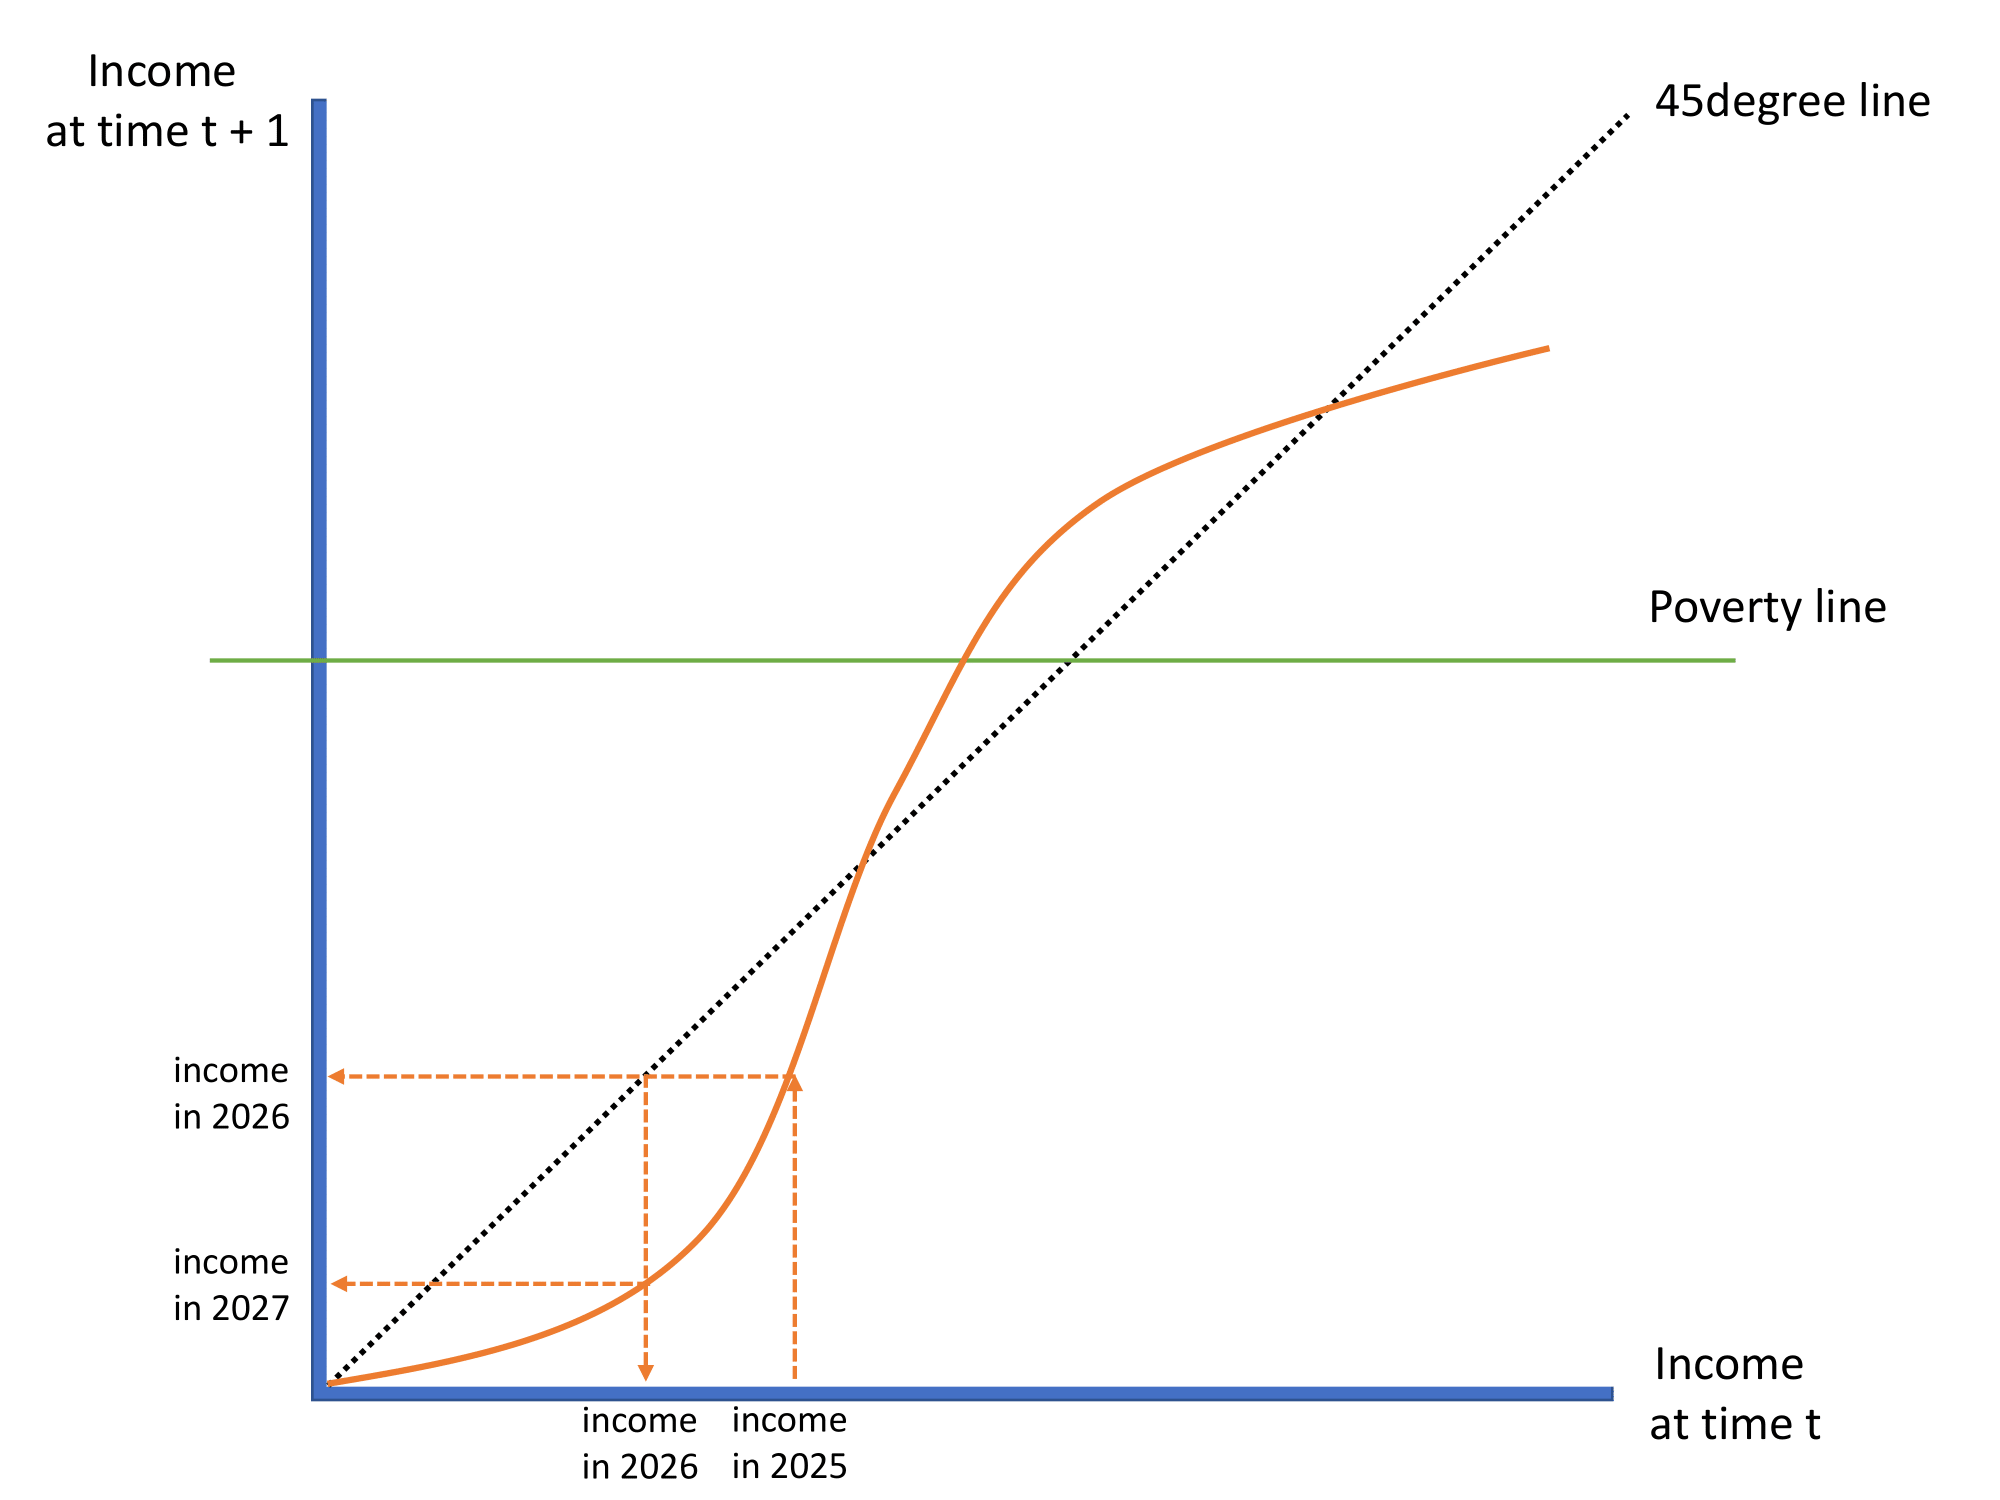 Income
at time t + 1
45degree line
Poverty line
income
in 2026
income
in 2027
Income
at time t
income
in 2026
income
in 2025